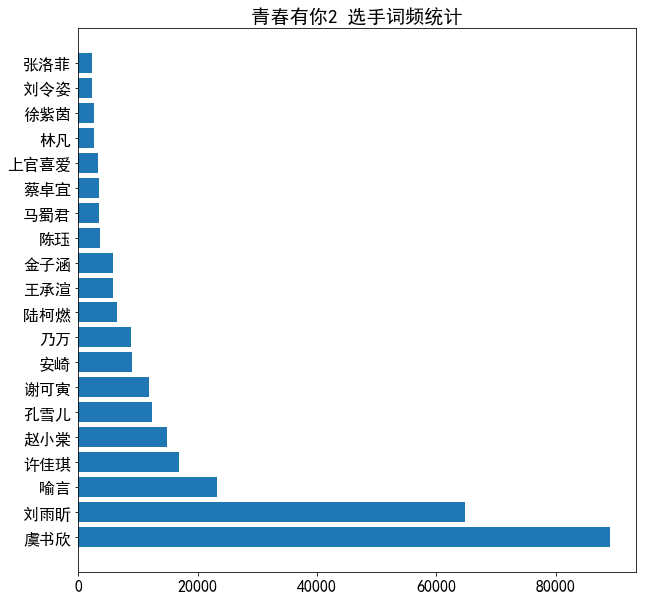 青春有你2 选手词频统计
张洛菲
刘令姿
徐紫茵
林凡
上官喜爱
蔡卓宜
马蜀君
陈珏
金子涵
王承渲
陆柯燃
乃万
安崎
谢可寅
孔雪儿
赵小棠
许佳琪
喻言
刘雨昕
虞书欣
0 20000 40000 60000 80000